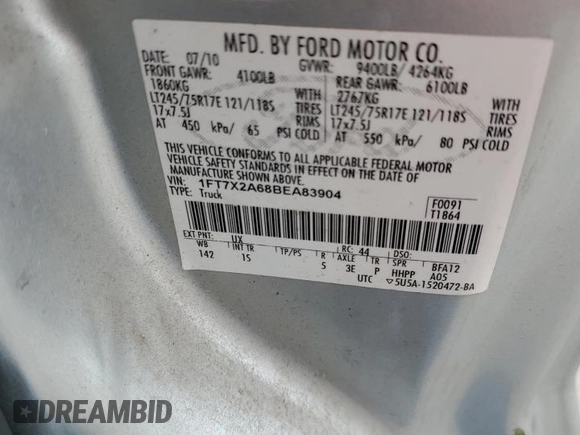 MFD. BY FORD MOTOR CO.
DATE: 07/10 GVWR: 9400LB/ 4264KG
FRONT GAWR: 4100LB REAR GAWR: 6100LB
1860KG 2767KG
LT245/75R17E 121/118S TIRES LT245/75R17E 121/118S TIRES
17x7.5J RIMS 17x7.5J RIMS
AT 450 kPa/ 65 PSI COLD AT 550 kPa/ 80 PSI COLD
THIS VEHICLE CONFORMS TO ALL APPLICABLE FEDERAL MOTOR
VEHICLE SAFETY STANDARDS IN EFFECT ON THE DATE OF
MANUFACTURE SHOWN ABOVE.
VIN: 1FT7X2A68BEA83904 F0091
TYPE: Truck T1864
EXT PNT: UX RC: 44 DSO:
WB INT TR TP/PS R AXLE TR SPR BFA12
142 1S 5 3E P HHPP A05
UTC ▽5U5A-1520472-BA
DREAMBID